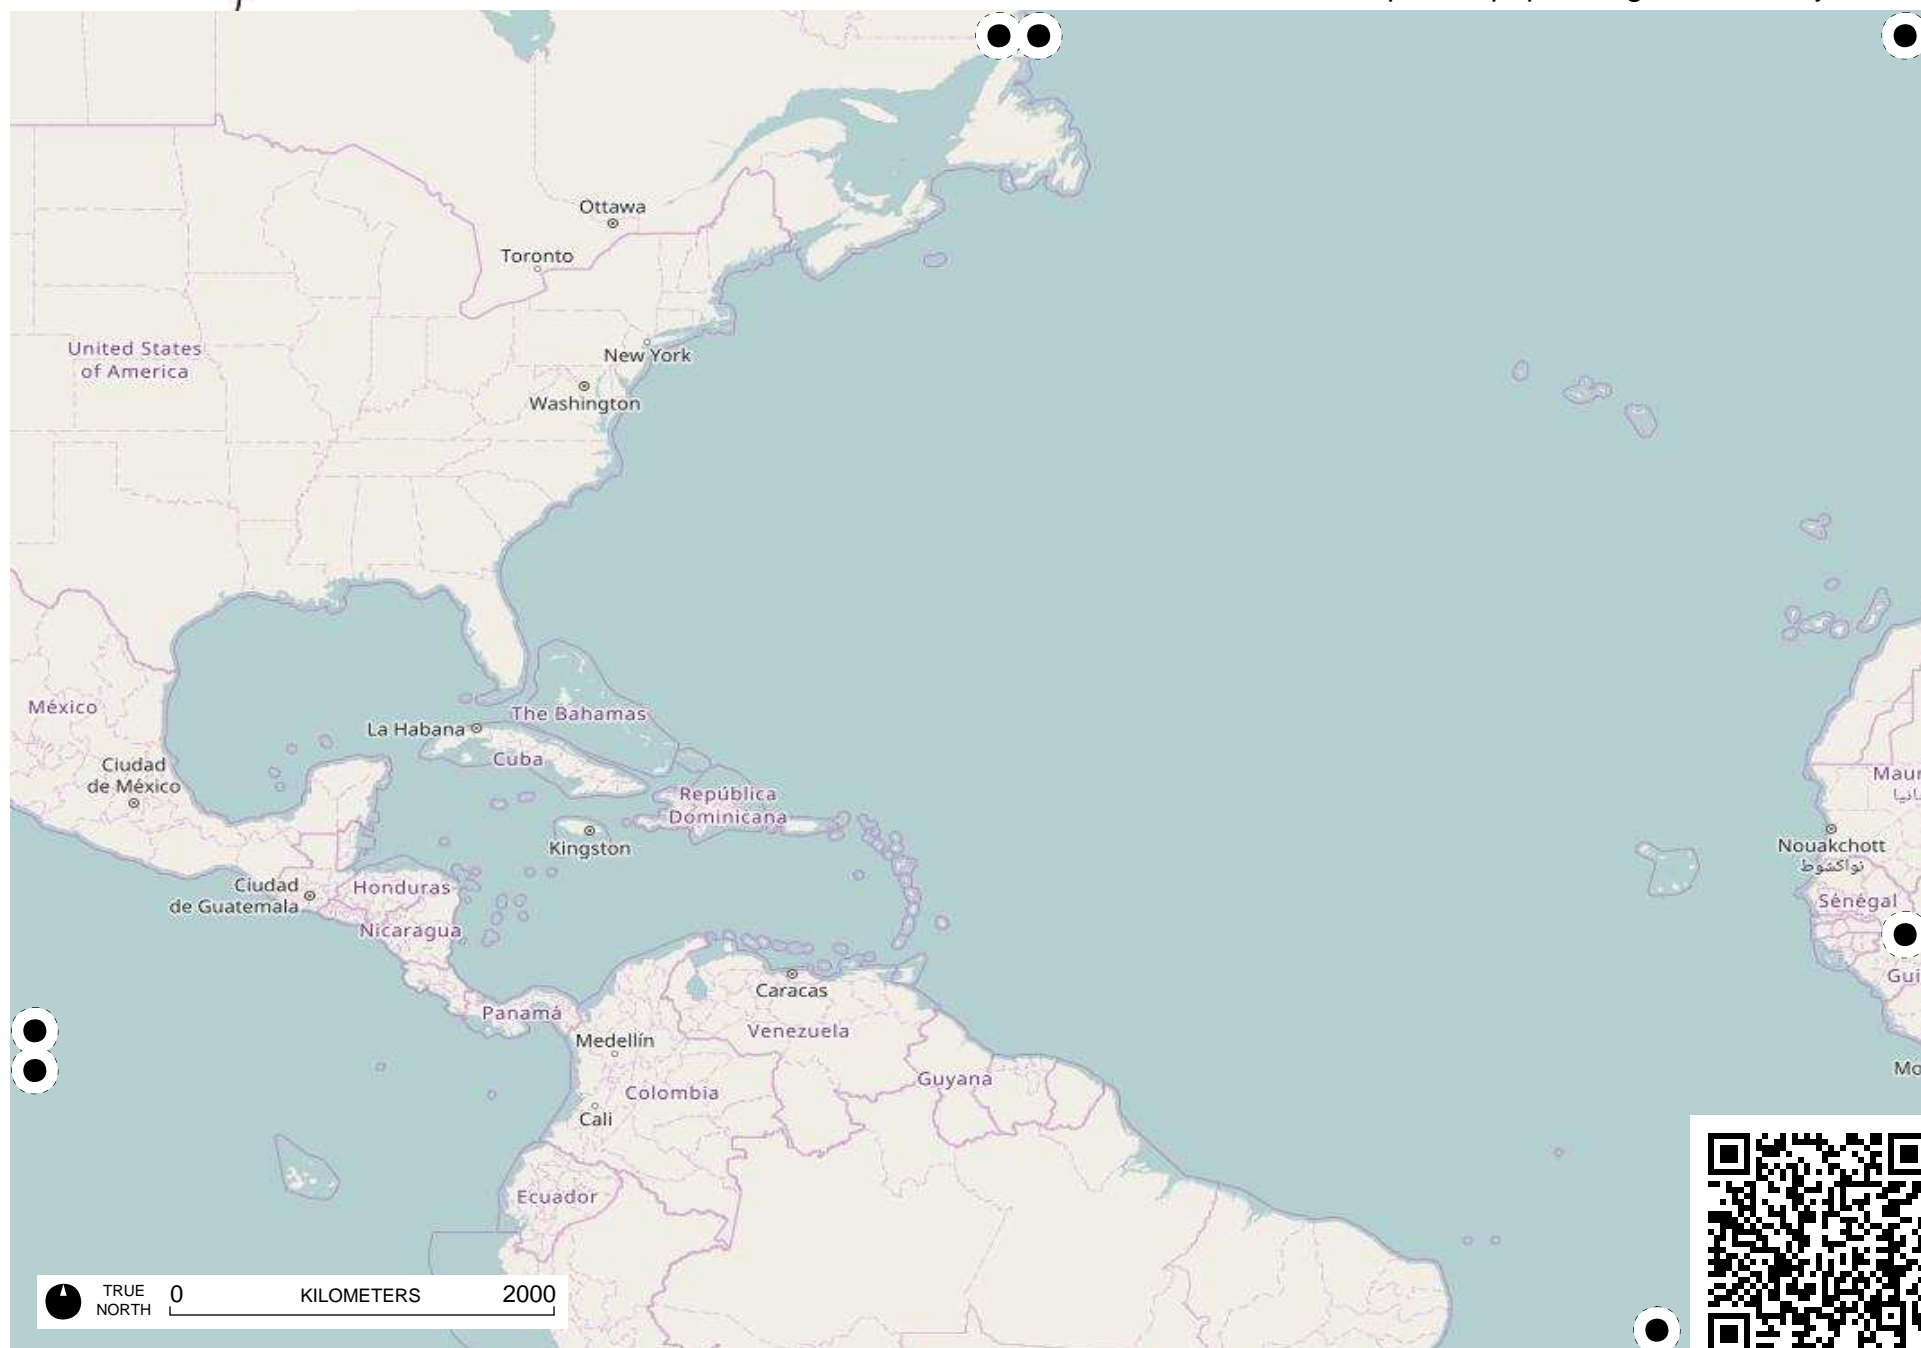 Ottawa
Toronto
United States
of America
New York
Washington
México
La Habana
The Bahamas
Cuba
Ciudad
de México
República
Dominicana
Kingston
Nouakchott
نواكشوط
Sénégal
Ciudad
de Guatemala
Honduras
Nicaragua
Caracas
Panamá
Venezuela
Medellín
Guyana
Colombia
Cali
Ecuador
TRUE
NORTH
0 KILOMETERS 2000